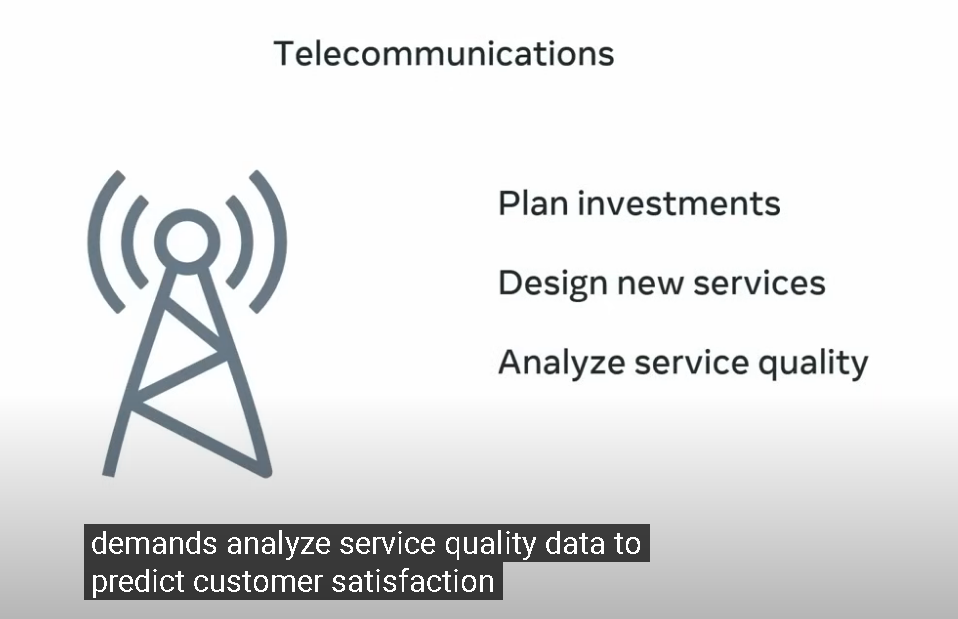 Telecommunications
Plan investments
Design new services
Analyze service quality
demands analyze service quality data to
predict customer satisfaction